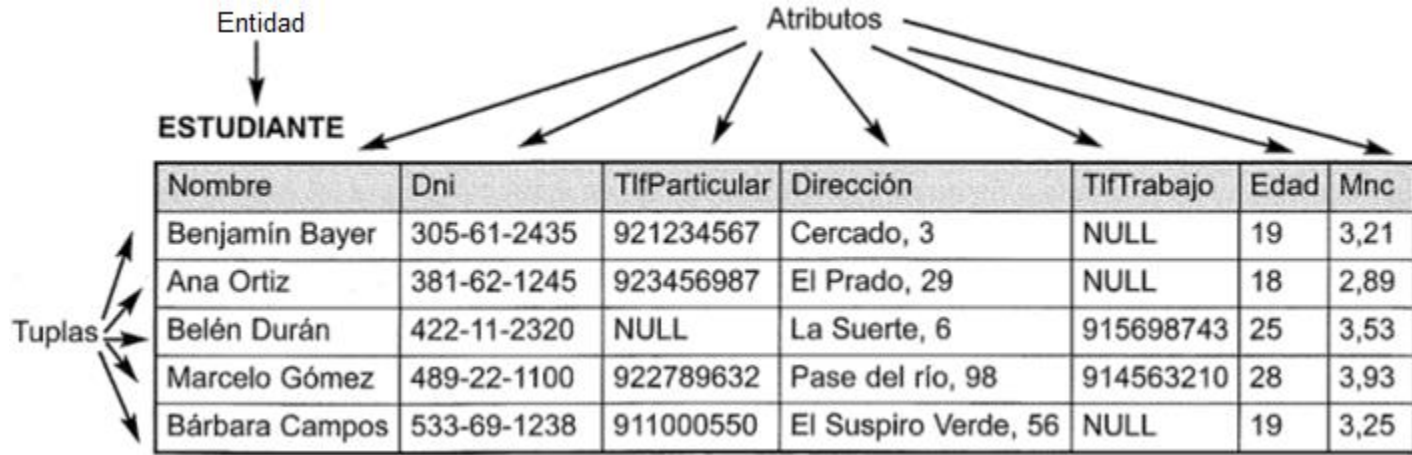 Entidad
Atributos
ESTUDIANTE
Nombre Dni TlfParticular Dirección TlfTrabajo Edad Mnc
Benjamín Bayer 305-61-2435 921234567 Cercado, 3 NULL 19 3,21
Ana Ortiz 381-62-1245 923456987 El Prado, 29 NULL 18 2,89
Tuplas Belén Durán 422-11-2320 NULL La Suerte, 6 915698743 25 3,53
Marcelo Gómez 489-22-1100 922789632 Pase del río, 98 914563210 28 3,93
Bárbara Campos 533-69-1238 911000550 El Suspiro Verde, 56 NULL 19 3,25